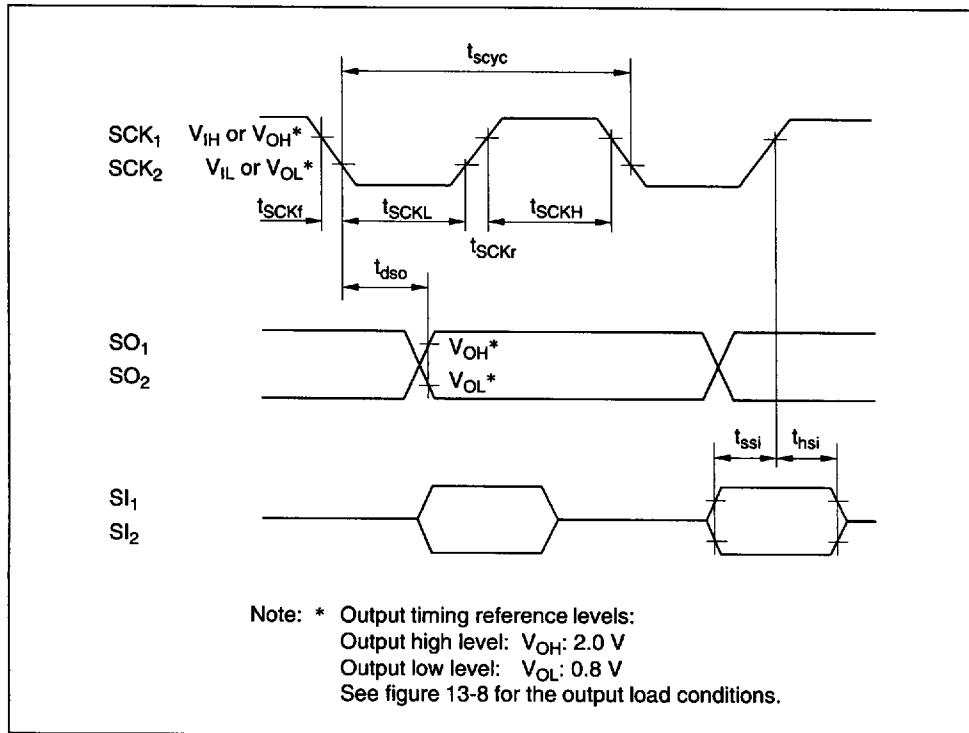 t_scyc
SCK₁ V_IH or V_OH*
SCK₂ V_IL or V_OL*
t_SCKf t_SCKL t_SCKH
t_SCKr
t_dso
SO₁ V_OH*
SO₂ V_OL*
t_ssi t_hsi
SI₁
SI₂
Note: * Output timing reference levels:
Output high level: V_OH: 2.0 V
Output low level: V_OL: 0.8 V
See figure 13-8 for the output load conditions.